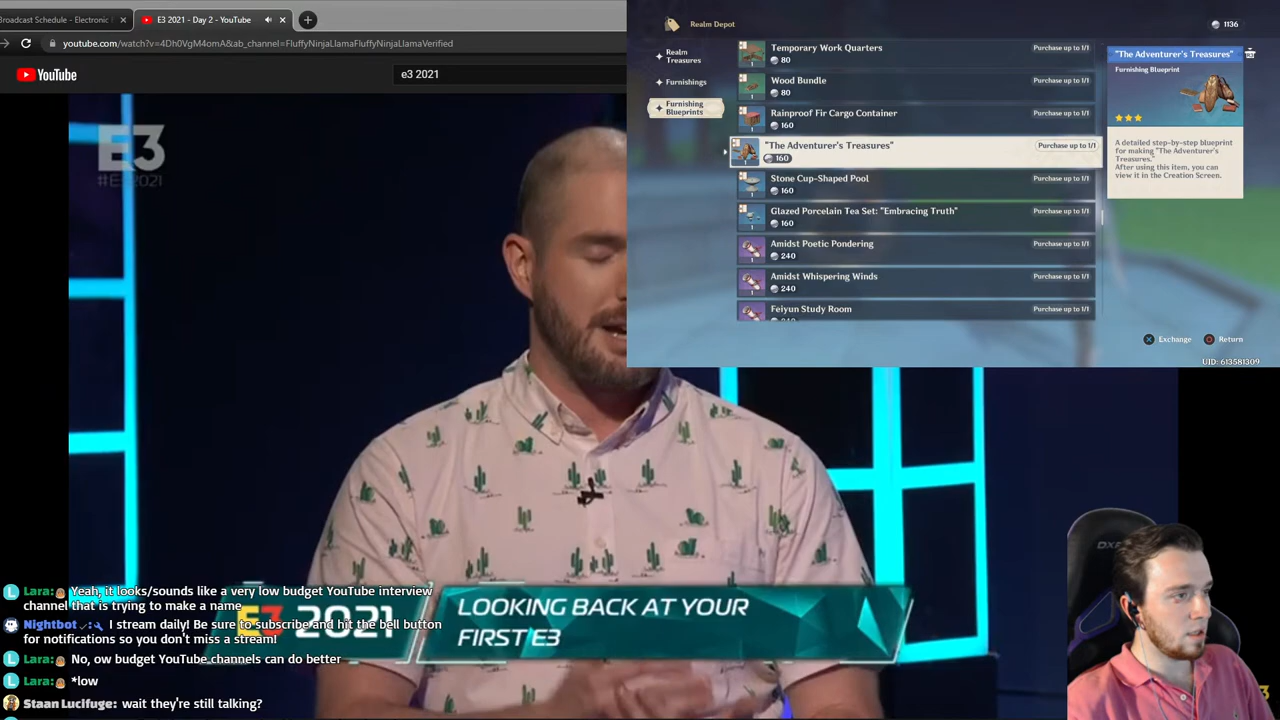 Broadcast Schedule - Electronic
E3 2021 - Day 2 - YouTube
youtube.com/watch?v=4Dh0VgM4omA&ab_channel=FluffyNinjaLlamaFluffyNinjaLlamaVerified
YouTube
e3 2021
E3
#E32021
Realm Depot
1136
Realm
Treasures
Furnishings
Furnishing
Blueprints
Temporary Work Quarters
80
Purchase up to 1/1
Wood Bundle
80
Purchase up to 1/1
Rainproof Fir Cargo Container
160
Purchase up to 1/1
"The Adventurer's Treasures"
160
Purchase up to 1/1
Stone Cup-Shaped Pool
160
Purchase up to 1/1
Glazed Porcelain Tea Set: "Embracing Truth"
160
Purchase up to 1/1
Amidst Poetic Pondering
240
Purchase up to 1/1
Amidst Whispering Winds
240
Purchase up to 1/1
Feiyun Study Room
Purchase up to 1/1
"The Adventurer's Treasures"
Furnishing Blueprint
A detailed step-by-step blueprint
for making "The Adventurer's
Treasures."
After using this item, you can
view it in the Creation Screen.
Exchange
Return
UID: 613581309
E3 2021
LOOKING BACK AT YOUR
FIRST E3
Lara: Yeah, it looks/sounds like a very low budget YouTube interview
channel that is trying to make a name
Nightbot: I stream daily! Be sure to subscribe and hit the bell button
for notifications so you don't miss a stream!
Lara: No, ow budget YouTube channels can do better
Lara: *low
Staan Lucifuge: wait they're still talking?